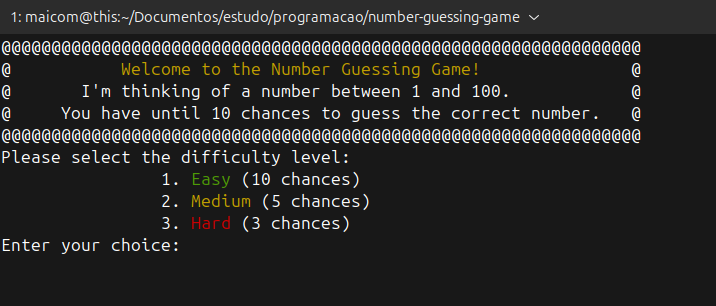 1: maicom@this:~/Documentos/estudo/programacao/number-guessing-game
@@@@@@@@@@@@@@@@@@@@@@@@@@@@@@@@@@@@@@@@@@@@@@@@@@@@@@@@@@@@@@@@
@ Welcome to the Number Guessing Game! @
@ I'm thinking of a number between 1 and 100. @
@ You have until 10 chances to guess the correct number. @
@@@@@@@@@@@@@@@@@@@@@@@@@@@@@@@@@@@@@@@@@@@@@@@@@@@@@@@@@@@@@@@@
Please select the difficulty level:
1. Easy (10 chances)
2. Medium (5 chances)
3. Hard (3 chances)
Enter your choice: